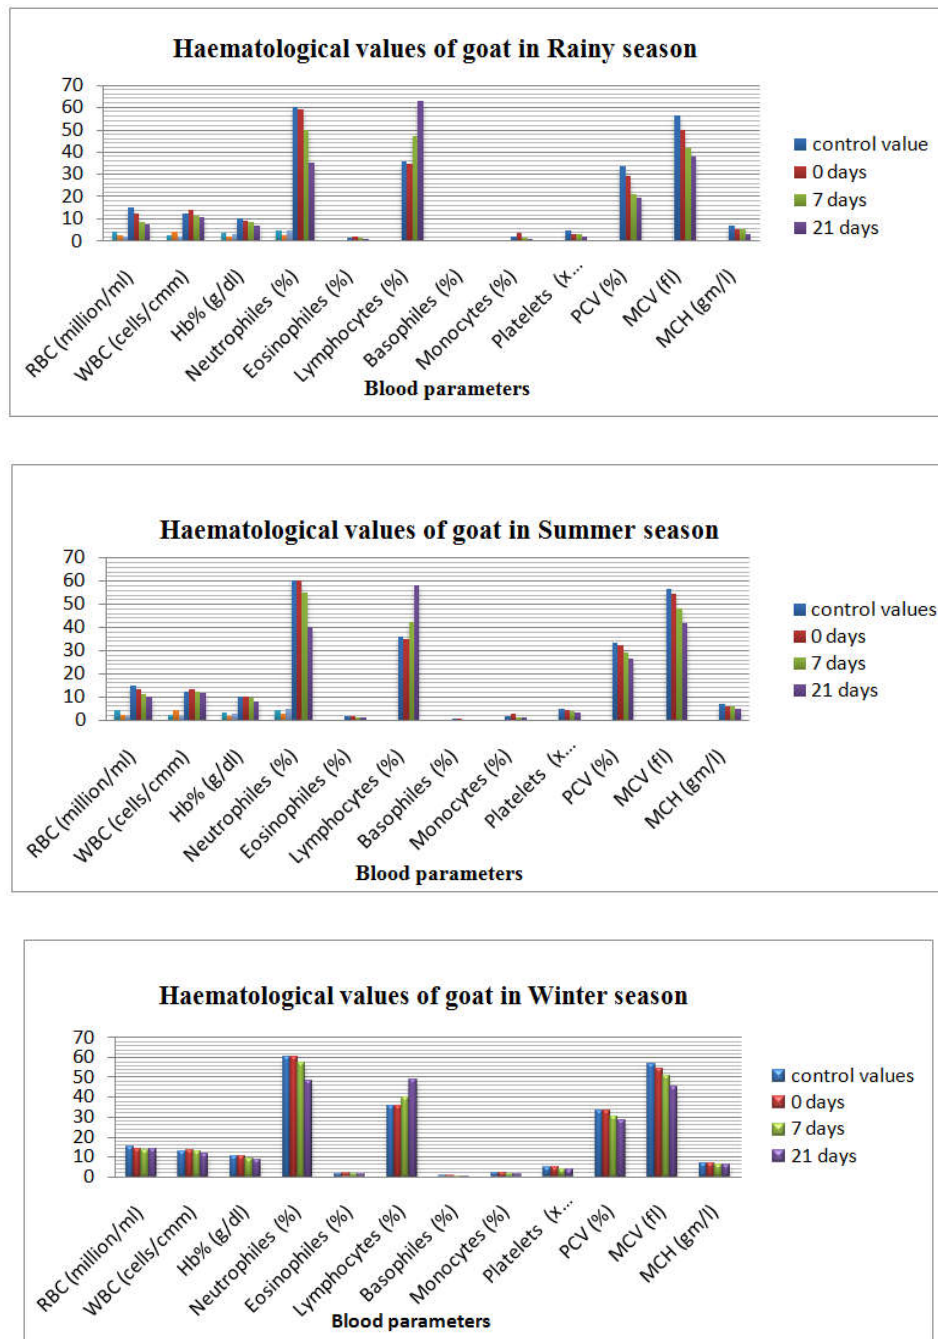 Haematological values of goat in Rainy season
70
60
50
40
30
20
10
0
control value
0 days
7 days
21 days
RBC (million/ml)
WBC (cells/cmm)
Hb% (g/dl)
Neutrophiles (%)
Eosinophiles (%)
Lymphocytes (%)
Basophiles (%)
Monocytes (%)
Platelets (x...
PCV (%)
MCV (fl)
MCH (gm/l)
Blood parameters
Haematological values of goat in Summer season
70
60
50
40
30
20
10
0
control values
0 days
7 days
21 days
RBC (million/ml)
WBC (cells/cmm)
Hb% (g/dl)
Neutrophiles (%)
Eosinophiles (%)
Lymphocytes (%)
Basophiles (%)
Monocytes (%)
Platelets (x...
PCV (%)
MCV (fl)
MCH (gm/l)
Blood parameters
Haematological values of goat in Winter season
70
60
50
40
30
20
10
0
control values
0 days
7 days
21 days
RBC (million/ml)
WBC (cells/cmm)
Hb% (g/dl)
Neutrophiles (%)
Eosinophiles (%)
Lymphocytes (%)
Basophiles (%)
Monocytes (%)
Platelets (x...
PCV (%)
MCV (fl)
MCH (gm/l)
Blood parameters